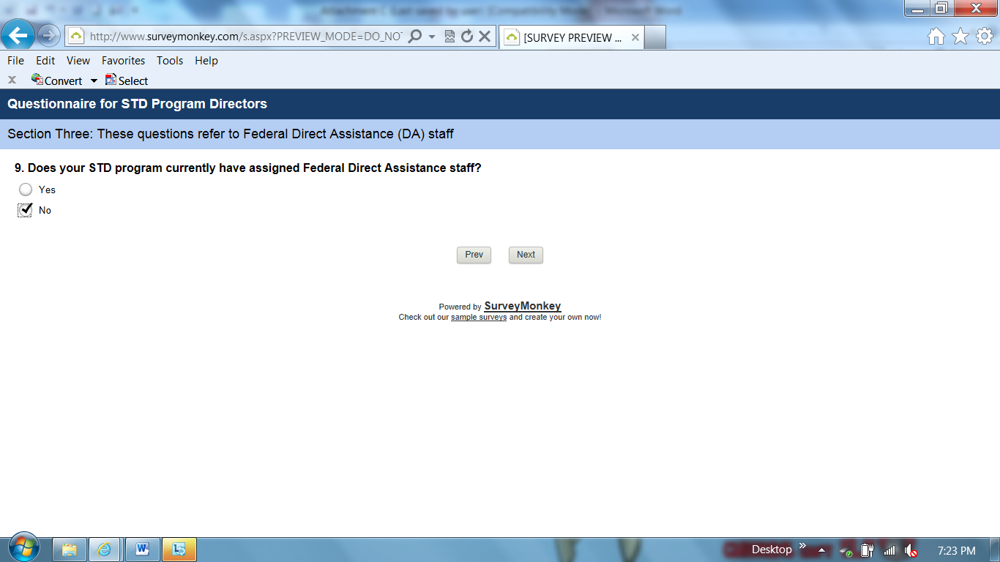 Attachment C (Last saved by user) [Compatibility Mode] - Microsoft Word
http://www.surveymonkey.com/s.aspx?PREVIEW_MODE=DO_NOT
[SURVEY PREVIEW ...
File Edit View Favorites Tools Help
x Convert Select
Questionnaire for STD Program Directors
Section Three: These questions refer to Federal Direct Assistance (DA) staff
9. Does your STD program currently have assigned Federal Direct Assistance staff?
Yes
No
Prev Next
Powered by SurveyMonkey
Check out our sample surveys and create your own now!
Desktop »
7:23 PM